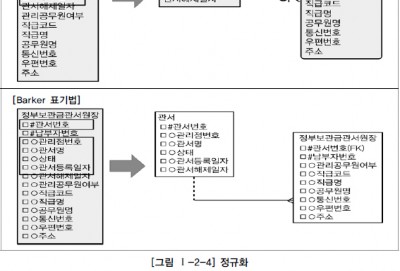 관서해제일자
관리공무원여부
직급코드
직급명
공무원명
통신번호
우편번호
주소
직급코드
직급명
공무원명
통신번호
우편번호
주소
[Barker 표기법]
정부보관금관서원장
□#관서번호
□#납부자번호
□○관리점번호
□○관서명
□○상태
□○관서등록일자
□○관서해제일자
□○관리공무원여부
□○직급코드
□○직급명
□○공무원명
□○통신번호
□○우편번호
□○주소
관서
□#관서번호
□○관리점번호
□○관서명
□○상태
□○관서등록일자
□○관서해제일자
정부보관금관서원장
□#관서번호(FK)
□#납부자번호
□○관리공무원여부
□○직급코드
□○직급명
□○공무원명
□○통신번호
□○우편번호
□○주소
[그림 Ⅰ-2-4] 정규화